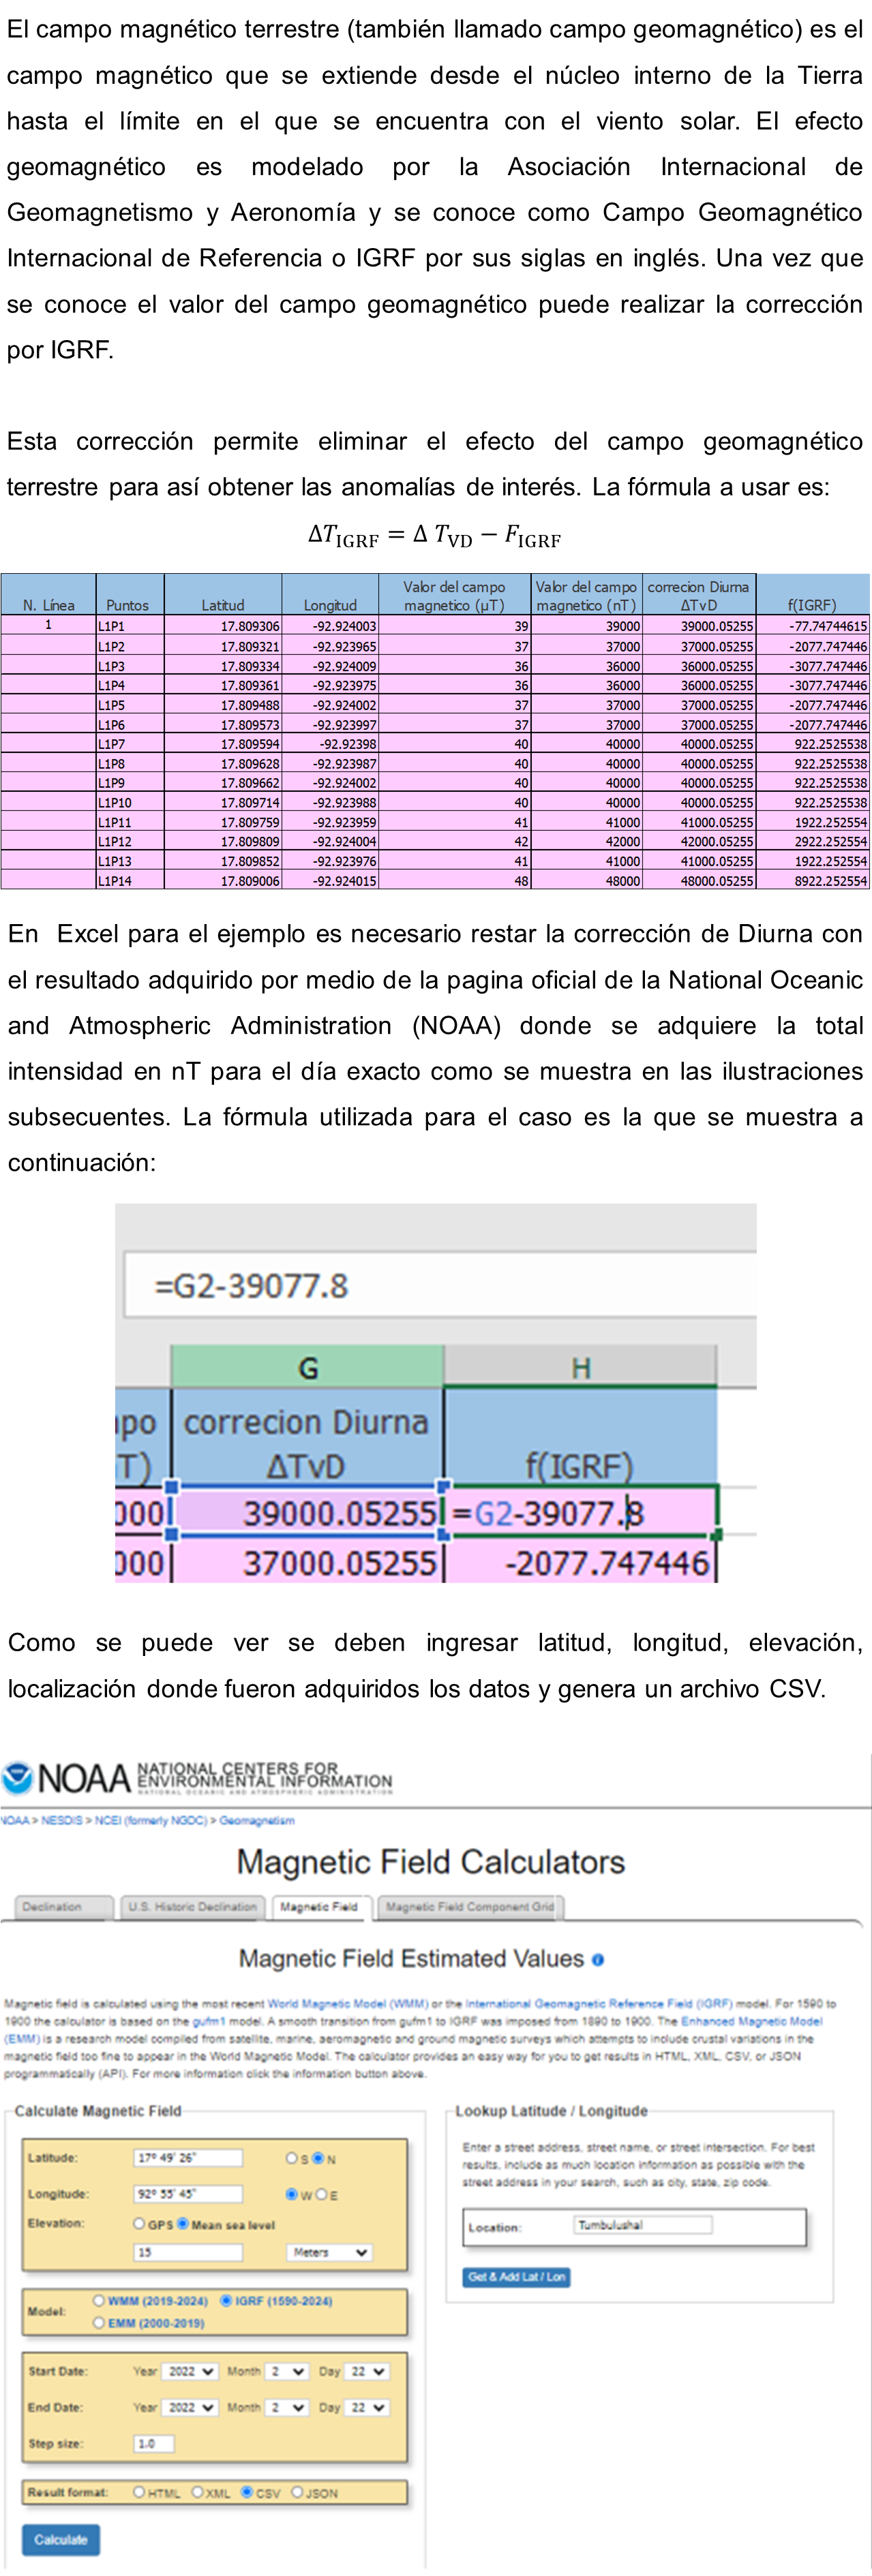 El campo magnético terrestre (también llamado campo geomagnético) es el
campo magnético que se extiende desde el núcleo interno de la Tierra
hasta el límite en el que se encuentra con el viento solar. El efecto
geomagnético es modelado por la Asociación Internacional de
Geomagnetismo y Aeronomía y se conoce como Campo Geomagnético
Internacional de Referencia o IGRF por sus siglas en inglés. Una vez que
se conoce el valor del campo geomagnético puede realizar la corrección
por IGRF.
Esta corrección permite eliminar el efecto del campo geomagnético
terrestre para así obtener las anomalías de interés. La fórmula a usar es:
ΔT_IGRF = Δ T_VD − F_IGRF
N. Línea Puntos Latitud Longitud Valor del campo magnetico (µT) Valor del campo magnetico (nT) correcion Diurna ΔTvD f(IGRF)
1 L1P1 17.809306 -92.924003 39 39000 39000.05255 -77.74744615
L1P2 17.809321 -92.923965 37 37000 37000.05255 -2077.747446
L1P3 17.809334 -92.924009 36 36000 36000.05255 -3077.747446
L1P4 17.809361 -92.923975 36 36000 36000.05255 -3077.747446
L1P5 17.809488 -92.924002 37 37000 37000.05255 -2077.747446
L1P6 17.809573 -92.923997 37 37000 37000.05255 -2077.747446
L1P7 17.809594 -92.92398 40 40000 40000.05255 922.2525538
L1P8 17.809628 -92.923987 40 40000 40000.05255 922.2525538
L1P9 17.809662 -92.924002 40 40000 40000.05255 922.2525538
L1P10 17.809714 -92.923988 40 40000 40000.05255 922.2525538
L1P11 17.809759 -92.923959 41 41000 41000.05255 1922.252554
L1P12 17.809809 -92.924004 42 42000 42000.05255 2922.252554
L1P13 17.809852 -92.923976 41 41000 41000.05255 1922.252554
L1P14 17.809006 -92.924015 48 48000 48000.05255 8922.252554
En Excel para el ejemplo es necesario restar la corrección de Diurna con
el resultado adquirido por medio de la pagina oficial de la National Oceanic
and Atmospheric Administration (NOAA) donde se adquiere la total
intensidad en nT para el día exacto como se muestra en las ilustraciones
subsecuentes. La fórmula utilizada para el caso es la que se muestra a
continuación:
=G2-39077.8
G H
npo correcion Diurna
T) ΔTvD f(IGRF)
000 39000.05255 =G2-39077.8
000 37000.05255 -2077.747446
Como se puede ver se deben ingresar latitud, longitud, elevación,
localización donde fueron adquiridos los datos y genera un archivo CSV.
NOAA NATIONAL CENTERS FOR
ENVIRONMENTAL INFORMATION
NATIONAL OCEANIC AND ATMOSPHERIC ADMINISTRATION
NOAA > NESDIS > NCEI (formerly NGDC) > Geomagnetism
Magnetic Field Calculators
Declination U.S. Historic Declination Magnetic Field Magnetic Field Component Grid
Magnetic Field Estimated Values
Magnetic field is calculated using the most recent World Magnetic Model (WMM) or the International Geomagnetic Reference Field (IGRF) model. For 1590 to
1900 the calculator is based on the gufm1 model. A smooth transition from gufm1 to IGRF was imposed from 1890 to 1900. The Enhanced Magnetic Model
(EMM) is a research model compiled from satellite, marine, aeromagnetic and ground magnetic surveys which attempts to include crustal variations in the
magnetic field too fine to appear in the World Magnetic Model. The calculator provides an easy way for you to get results in HTML, XML, CSV, or JSON
programmatically (API). For more information click the information button above.
Calculate Magnetic Field
Latitude: 17º 49' 26" S N
Longitude: 92º 55' 45" W E
Elevation: GPS Mean sea level
15 Meters
Model: WMM (2019-2024) IGRF (1590-2024)
EMM (2000-2019)
Start Date: Year 2022 Month 2 Day 22
End Date: Year 2022 Month 2 Day 22
Step size: 1.0
Result format: HTML XML CSV JSON
Calculate
Lookup Latitude / Longitude
Enter a street address, street name, or street intersection. For best
results, include as much location information as possible with the
street address in your search, such as city, state, zip code.
Location: Tumbulushal
Get & Add Lat / Lon